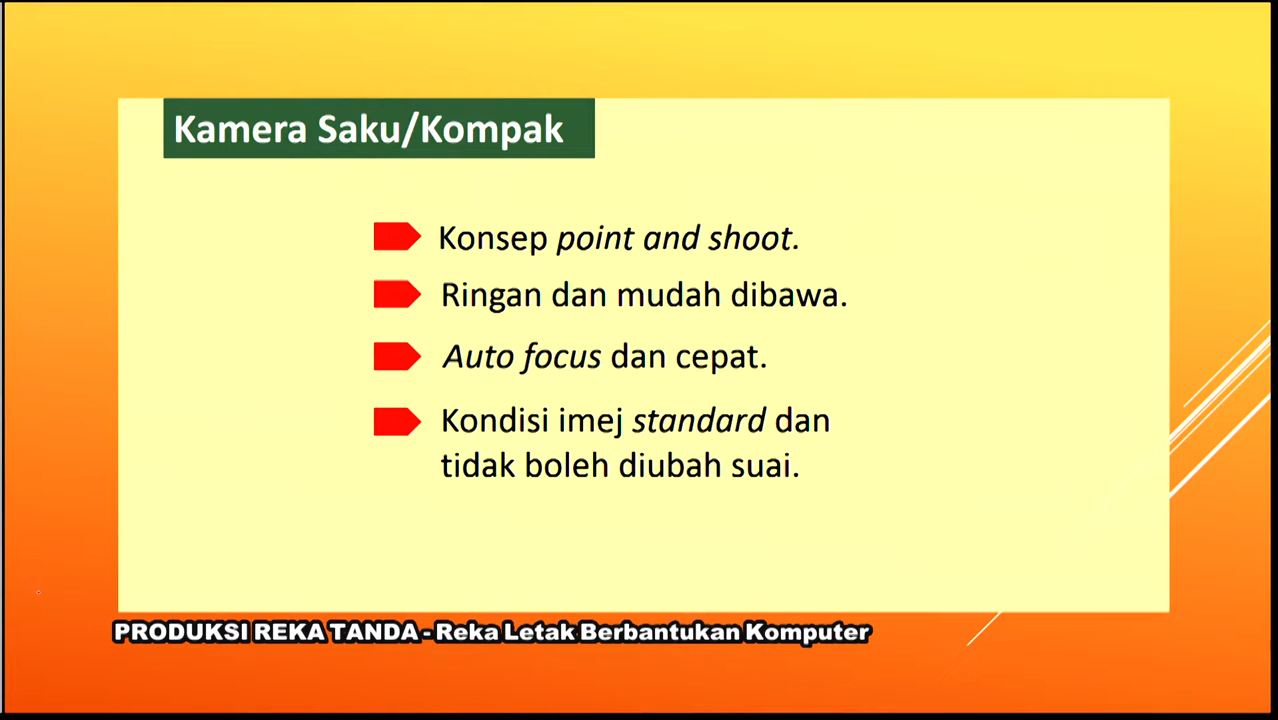 Kamera Saku/Kompak
Konsep point and shoot.
Ringan dan mudah dibawa.
Auto focus dan cepat.
Kondisi imej standard dan
tidak boleh diubah suai.
PRODUKSI REKA TANDA - Reka Letak Berbantukan Komputer